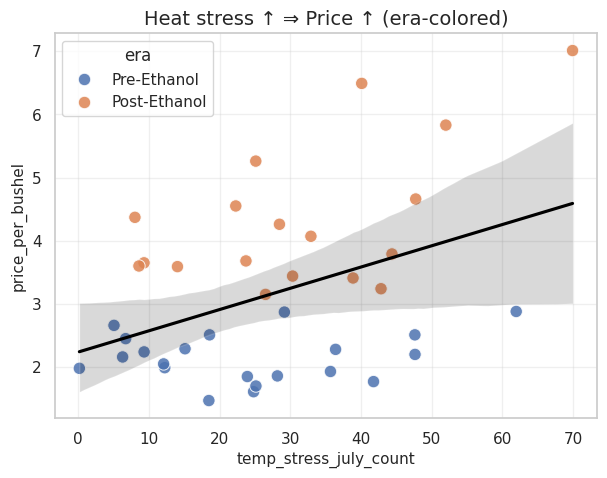 Heat stress ↑ ⇒ Price ↑ (era-colored)
era
Pre-Ethanol
Post-Ethanol
7
6
5
4
3
2
price_per_bushel
0 10 20 30 40 50 60 70
temp_stress_july_count